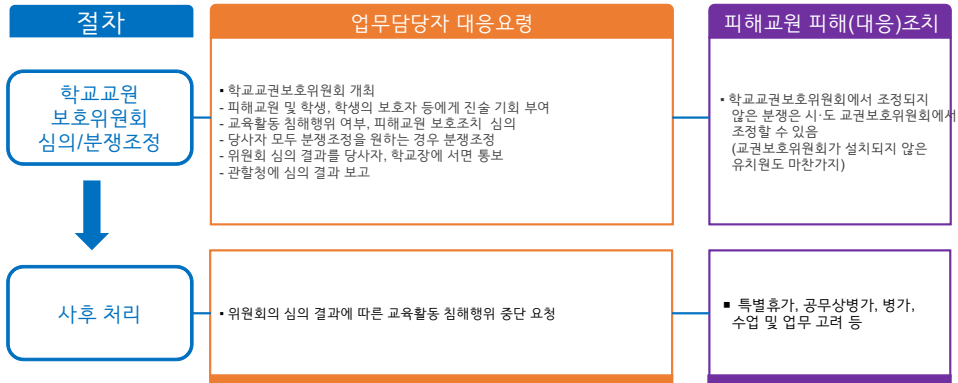 절차
업무담당자 대응요령
피해교원 피해(대응)조치
학교교원
보호위원회
심의/분쟁조정
▪ 학교교권보호위원회 개최
- 피해교원 및 학생, 학생의 보호자 등에게 진술 기회 부여
- 교육활동 침해행위 여부, 피해교원 보호조치 심의
- 당사자 모두 분쟁조정을 원하는 경우 분쟁조정
- 위원회 심의 결과를 당사자, 학교장에 서면 통보
- 관할청에 심의 결과 보고
▪ 학교교권보호위원회에서 조정되지
않은 분쟁은 시·도 교권보호위원회에서
조정할 수 있음
(교권보호위원회가 설치되지 않은
유치원도 마찬가지)
사후 처리
▪ 위원회의 심의 결과에 따른 교육활동 침해행위 중단 요청
▪ 특별휴가, 공무상병가, 병가,
수업 및 업무 고려 등